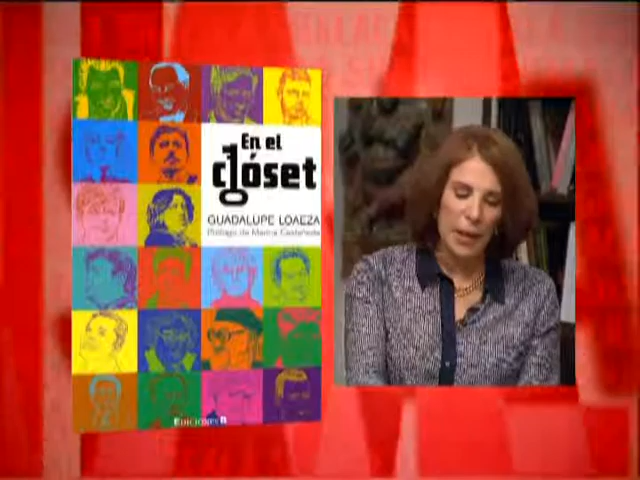 En el
clóset
GUADALUPE LOAEZA
Prólogo de Marina Castañeda
EDICIONES B